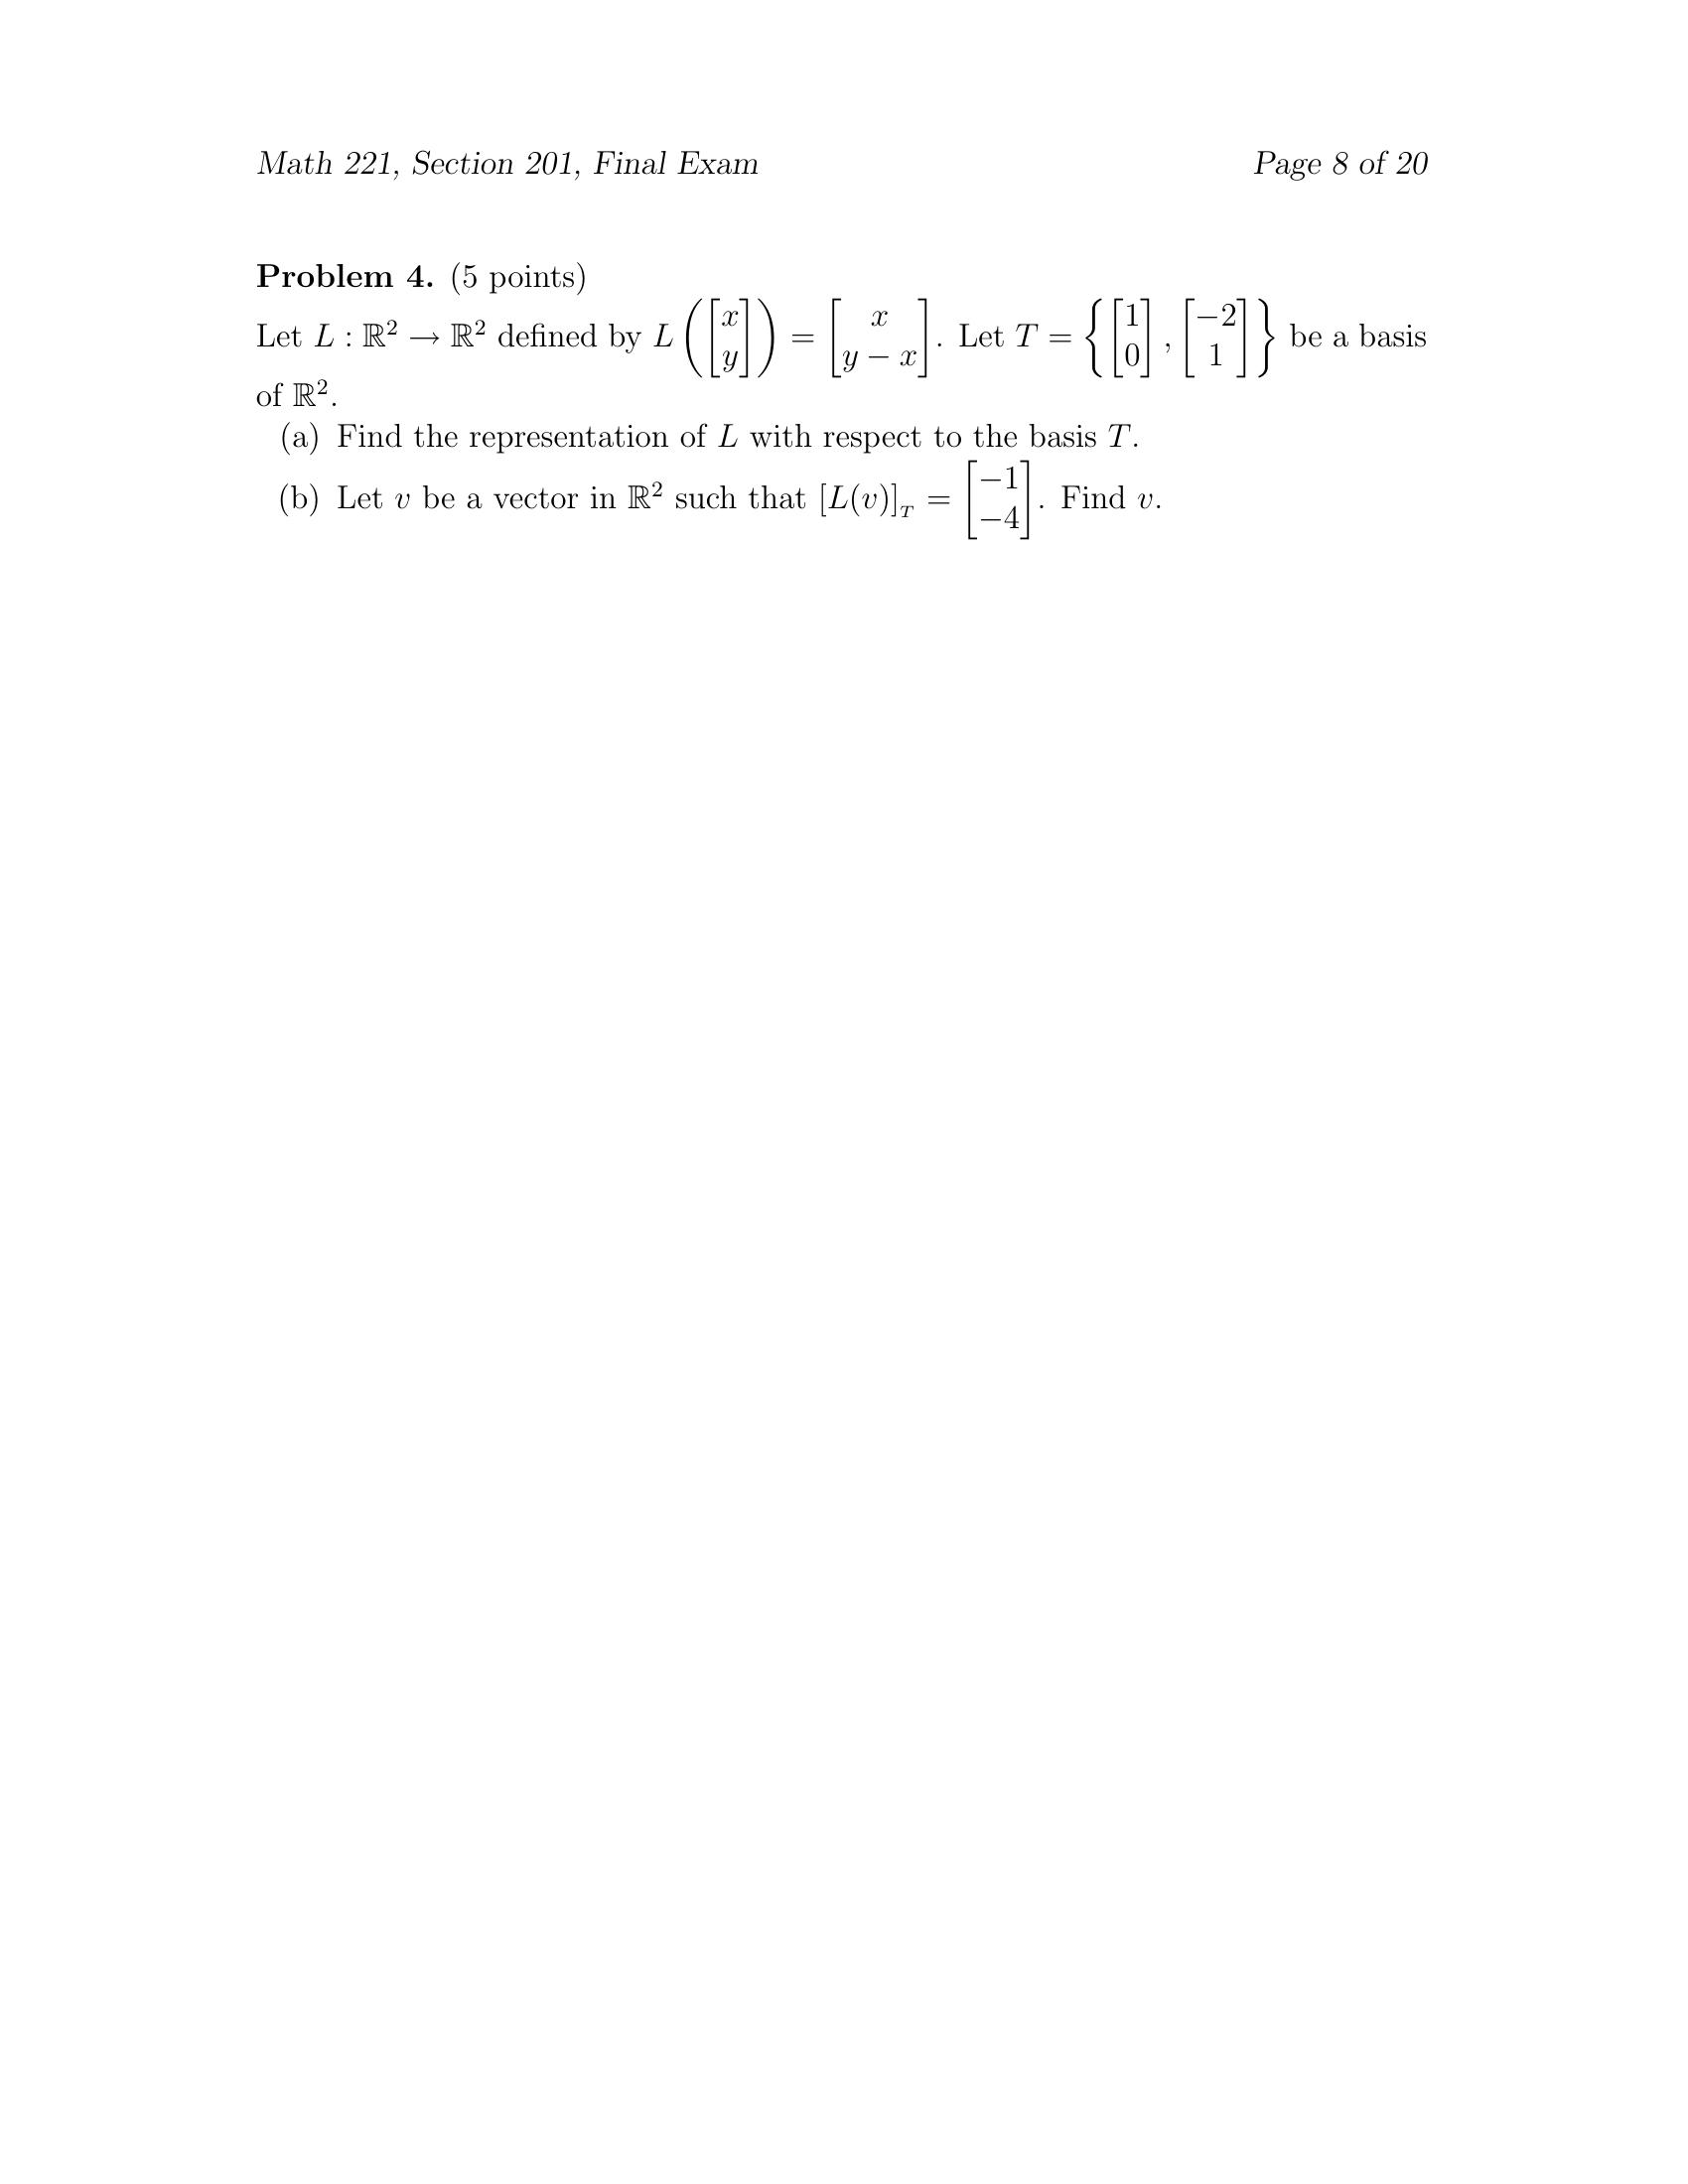 Math 221, Section 201, Final Exam Page 8 of 20
Problem 4. (5 points)
Let $L : \mathbb{R}^2 \to \mathbb{R}^2$ defined by $L\left(\begin{bmatrix} x \\ y \end{bmatrix}\right) = \begin{bmatrix} x \\ y - x \end{bmatrix}$. Let $T = \left\{ \begin{bmatrix} 1 \\ 0 \end{bmatrix}, \begin{bmatrix} -2 \\ 1 \end{bmatrix} \right\}$ be a basis
of $\mathbb{R}^2$.
(a) Find the representation of $L$ with respect to the basis $T$.
(b) Let $v$ be a vector in $\mathbb{R}^2$ such that $[L(v)]_T = \begin{bmatrix} -1 \\ -4 \end{bmatrix}$. Find $v$.